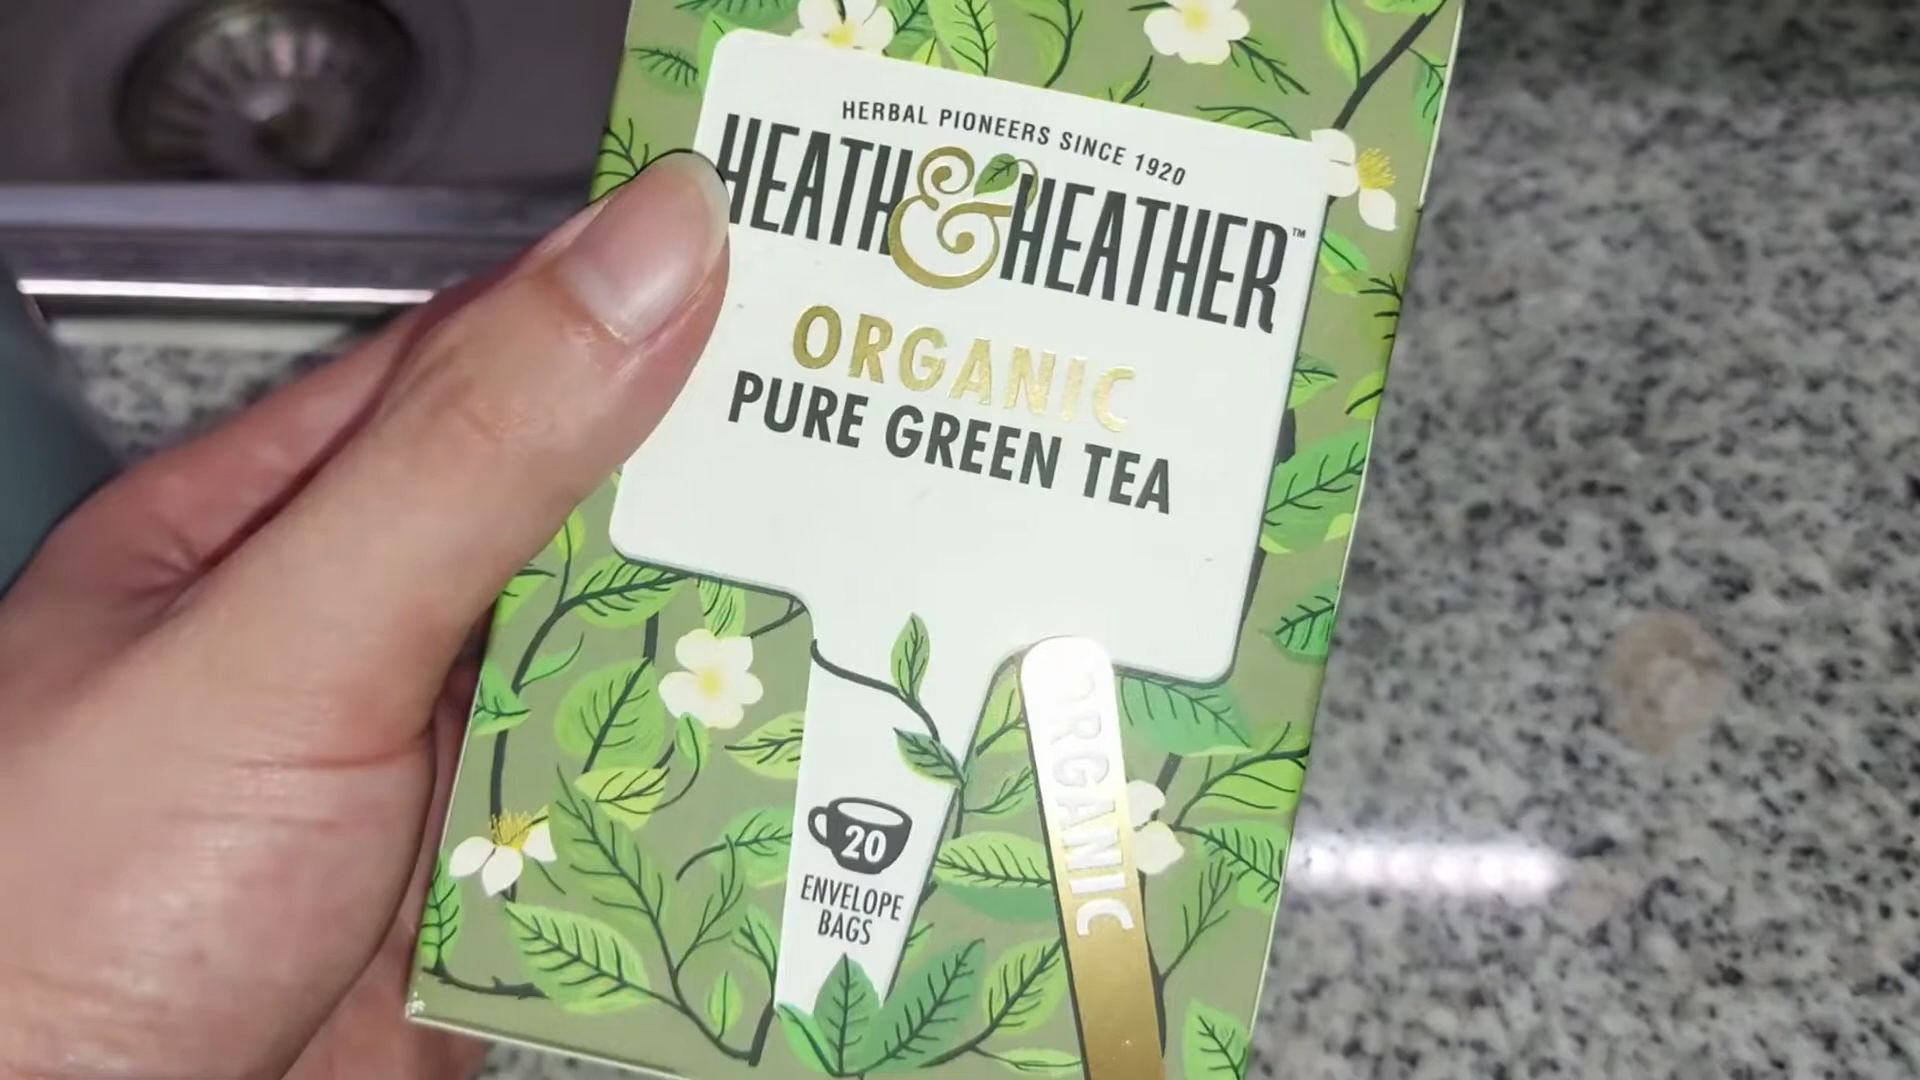 HERBAL PIONEERS SINCE 1920
HEATH & HEATHER™
ORGANIC
PURE GREEN TEA
20
ENVELOPE
BAGS
ORGANIC